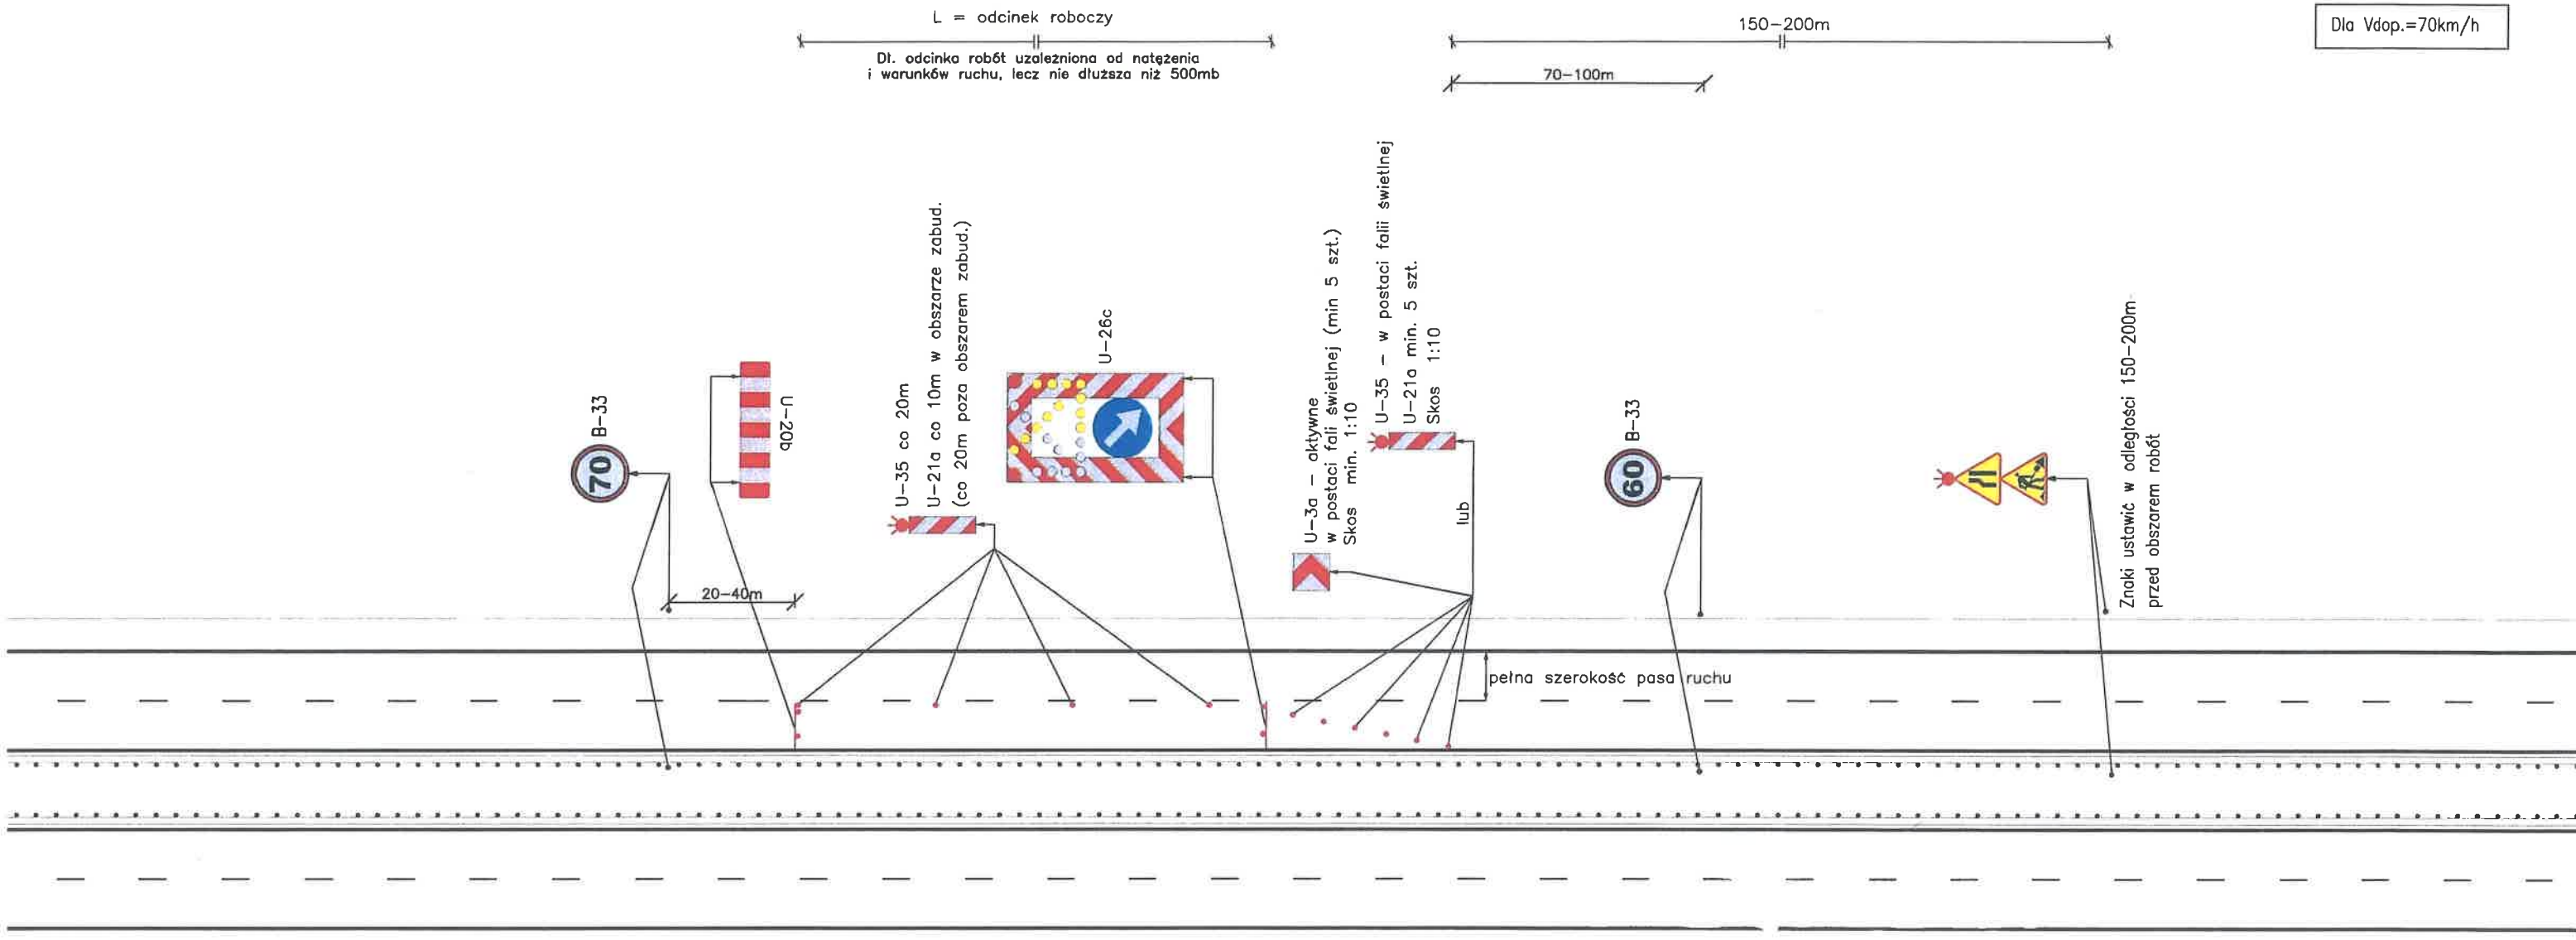 L = odcinek roboczy
Dł. odcinka robót uzależniona od natężenia
i warunków ruchu, lecz nie dłuższa niż 500mb
150-200m
70-100m
Dla Vdop.=70km/h
70
B-33
U-20b
20-40m
U-35 co 20m
U-21a co 10m w obszarze zabud.
(co 20m poza obszarem zabud.)
U-26c
U-3a - aktywne
w postaci fali świetlnej (min 5 szt.)
Skos min. 1:10
lub
U-35 - w postaci falii świetlnej
U-21a min. 5 szt.
Skos 1:10
60
B-33
Znaki ustawić w odległości 150-200m
przed obszarem robót
pełna szerokość pasa ruchu